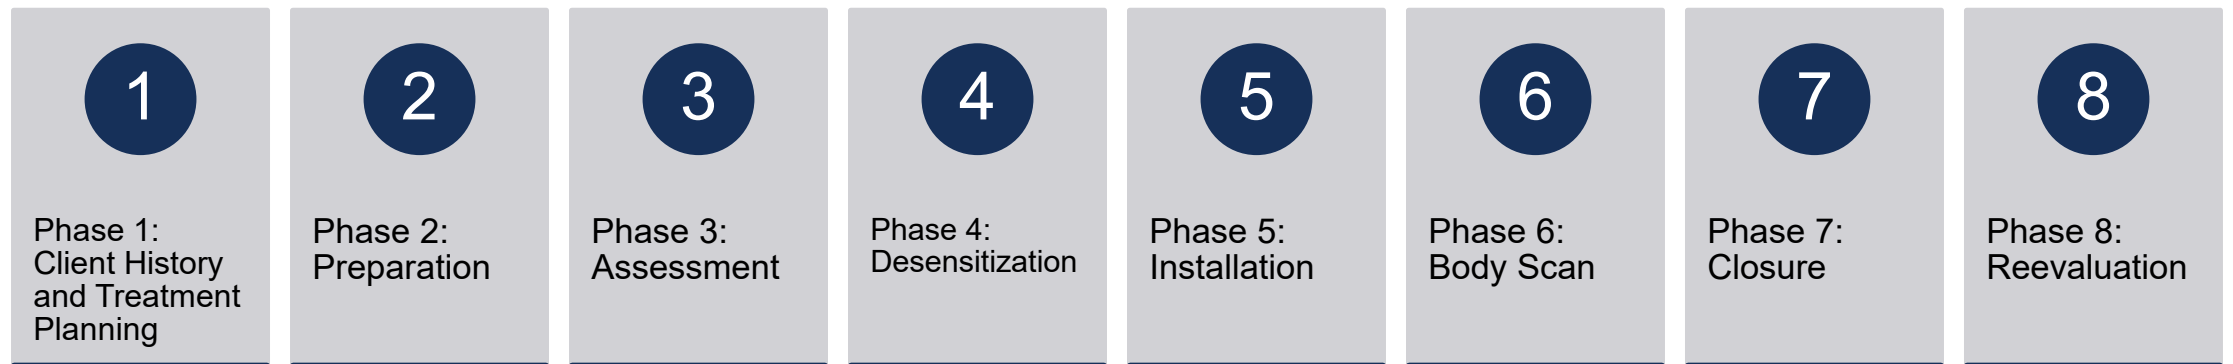 1
Phase 1:
Client History
and Treatment
Planning
2
Phase 2:
Preparation
3
Phase 3:
Assessment
4
Phase 4:
Desensitization
5
Phase 5:
Installation
6
Phase 6:
Body Scan
7
Phase 7:
Closure
8
Phase 8:
Reevaluation